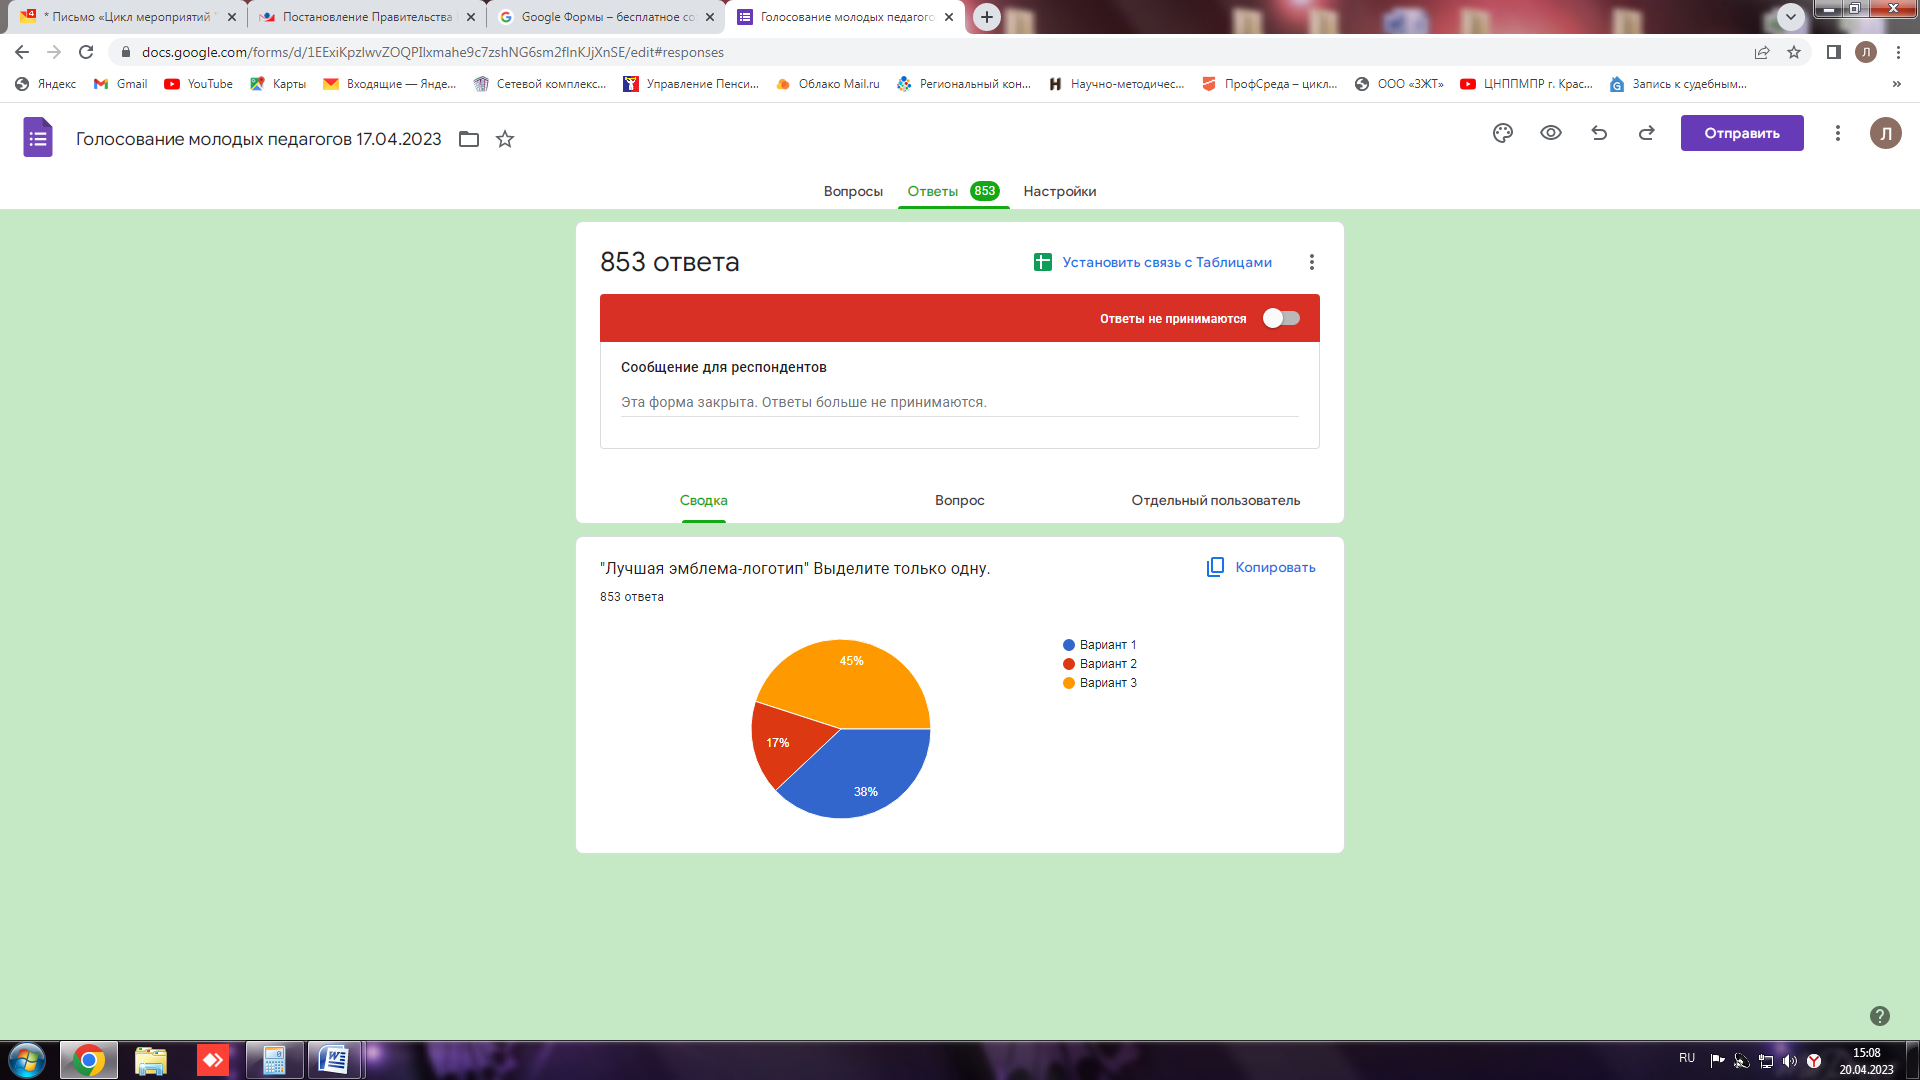 * Письмо «Цикл мероприятий
Постановление Правительства
Google Формы – бесплатное со
Голосование молодых педагого
docs.google.com/forms/d/1EExiKpzlwvZOQPIlxmahe9c7zshNG6sm2flnKJjXnSE/edit#responses
Яндекс
Gmail
YouTube
Карты
Входящие — Янде...
Сетевой комплекс...
Управление Пенси...
Облако Mail.ru
Региональный кон...
Научно-методичес...
ПрофСреда – цикл...
ООО «ЗЖТ»
ЦНППМПР г. Крас...
Запись к судебным...
Голосование молодых педагогов 17.04.2023
Отправить
Л
Вопросы
Ответы 853
Настройки
853 ответа
Установить связь с Таблицами
Ответы не принимаются
Сообщение для респондентов
Эта форма закрыта. Ответы больше не принимаются.
Сводка
Вопрос
Отдельный пользователь
"Лучшая эмблема-логотип" Выделите только одну.
Копировать
853 ответа
Вариант 1
Вариант 2
Вариант 3
45%
17%
38%
RU
15:08
20.04.2023